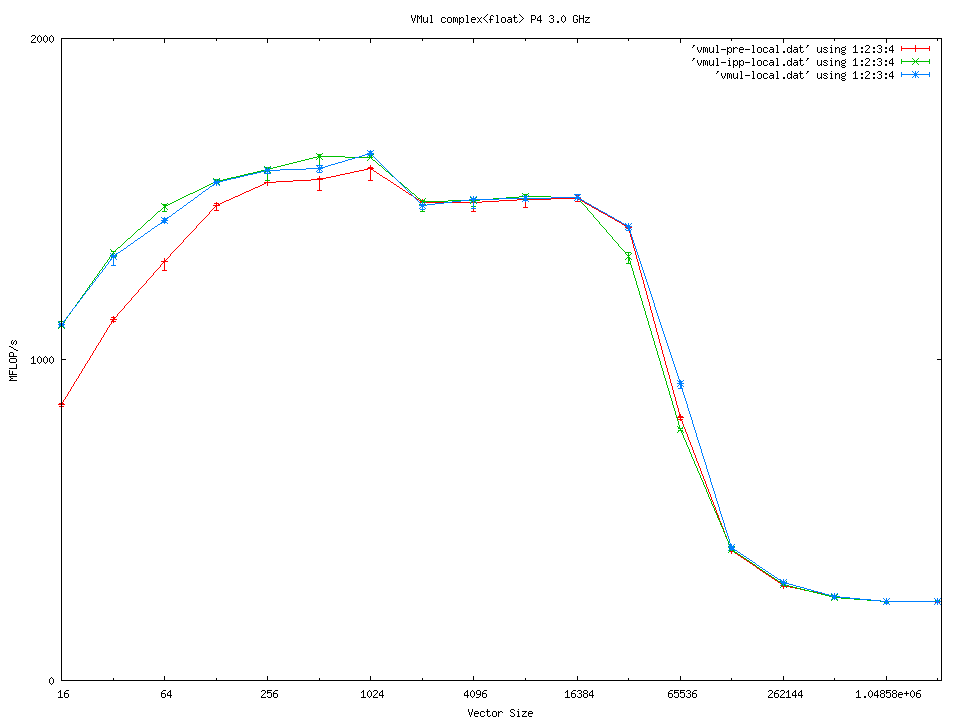 VMul complex<float> P4 3.0 GHz
2000
'vmul-pre-local.dat' using 1:2:3:4
'vmul-ipp-local.dat' using 1:2:3:4
'vmul-local.dat' using 1:2:3:4
1000
MFLOP/s
0
16 64 256 1024 4096 16384 65536 262144 1.04858e+06
Vector Size